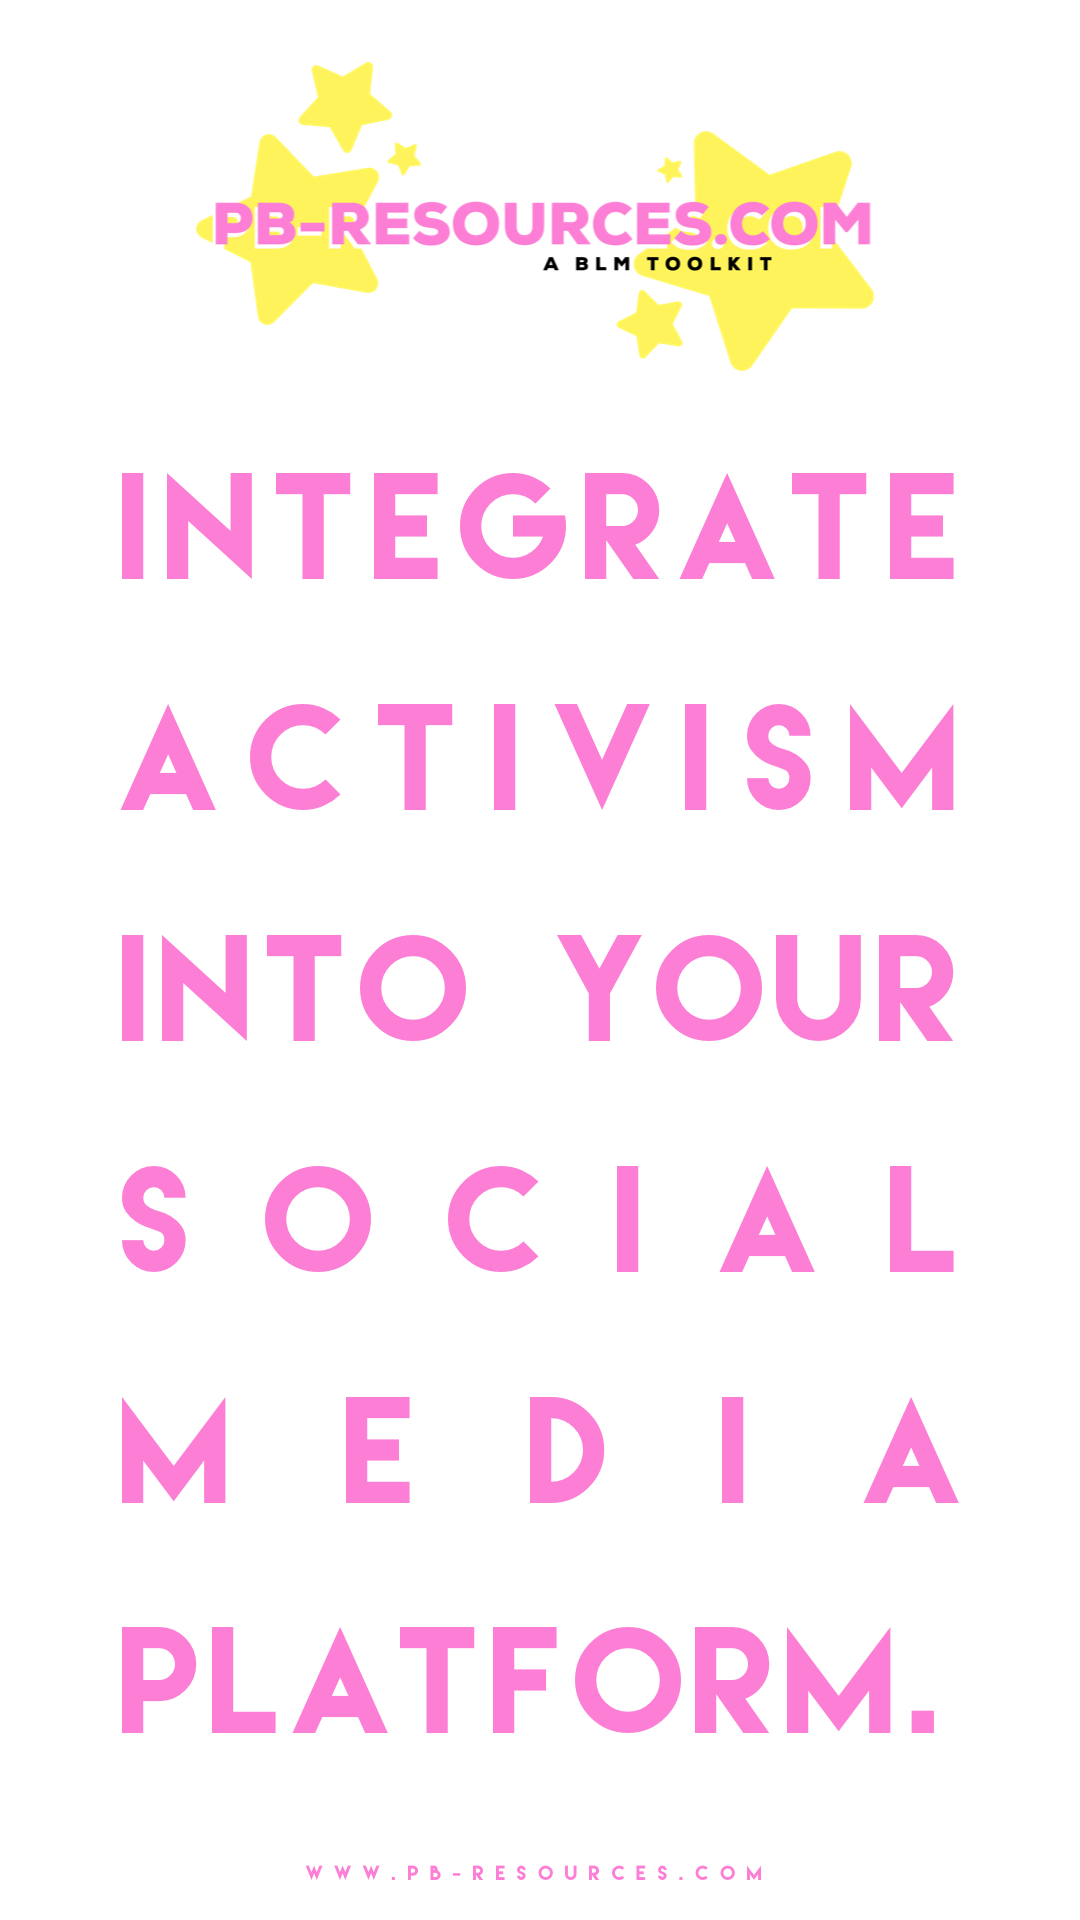 PB-RESOURCES.COM
A BLM TOOLKIT
INTEGRATE
ACTIVISM
INTO YOUR
SOCIAL
MEDIA
PLATFORM.
WWW.PB-RESOURCES.COM